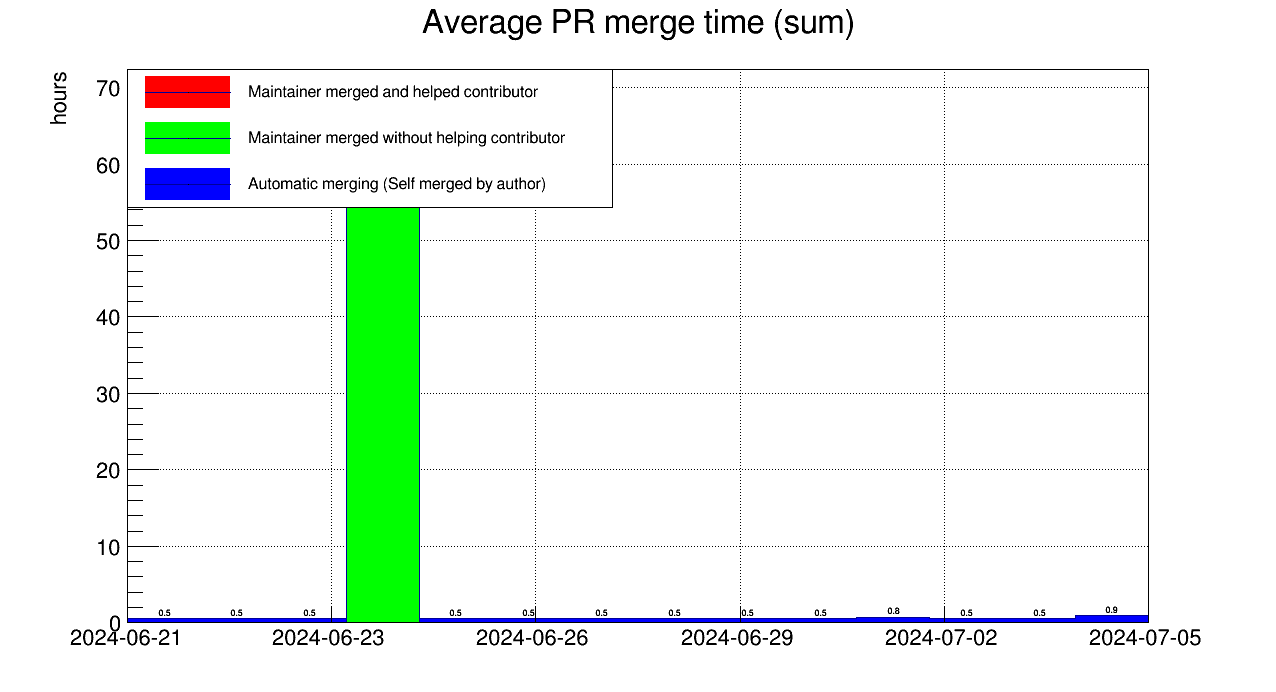 Average PR merge time (sum)
hours
70
60
50
40
30
20
10
0
Maintainer merged and helped contributor
Maintainer merged without helping contributor
Automatic merging (Self merged by author)
0.5 0.5 0.5 0.5 0.5 0.5 0.5 0.5 0.5 0.8 0.5 0.5 0.9
2024-06-21 2024-06-23 2024-06-26 2024-06-29 2024-07-02 2024-07-05